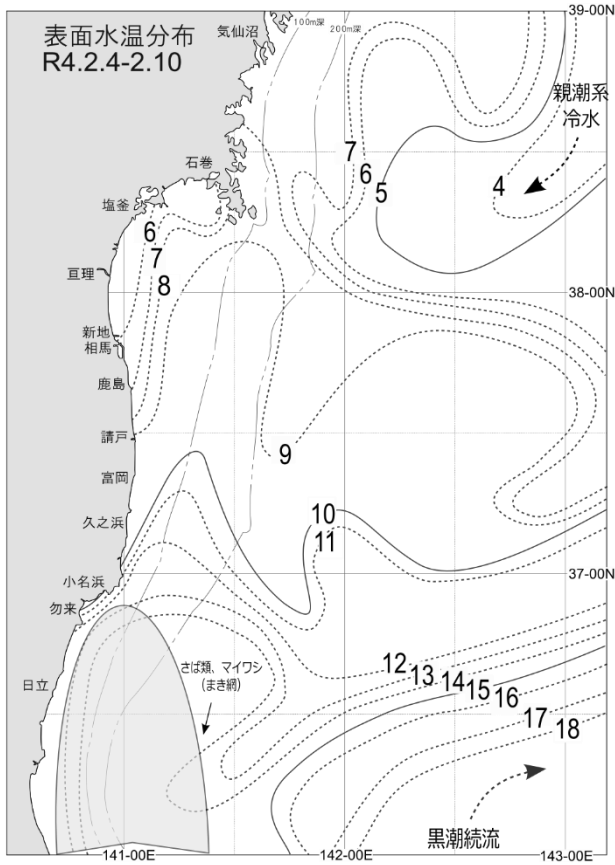 表面水温分布
R4.2.4-2.10
気仙沼
100m深
200m深
39-00N
親潮系
冷水
石巻
塩釜
7
6
5
4
6
7
8
亘理
38-00N
新地
相馬
鹿島
請戸
9
富岡
10
久之浜
11
37-00N
小名浜
勿来
さば類、マイワシ
(まき網)
日立
12
13
14
15
16
17
18
黒潮続流
141-00E
142-00E
143-00E